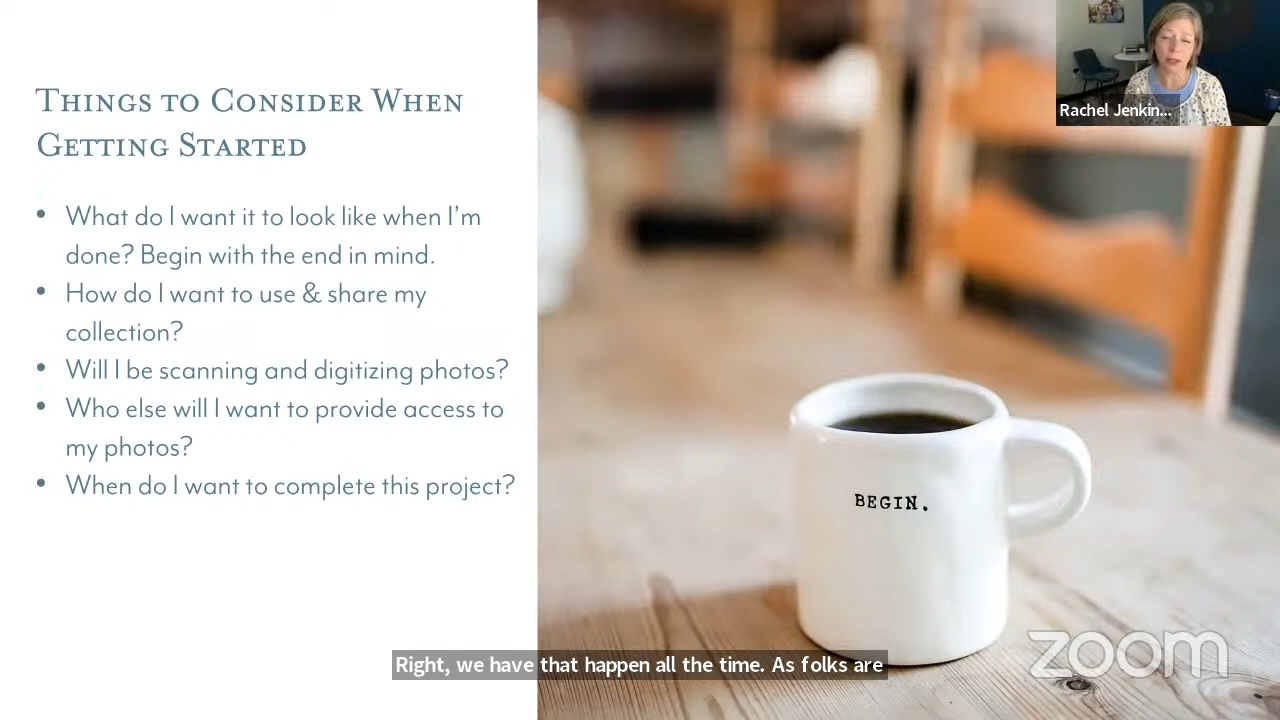 Things to Consider When
Getting Started
• What do I want it to look like when I'm
done? Begin with the end in mind.
• How do I want to use & share my
collection?
• Will I be scanning and digitizing photos?
• Who else will I want to provide access to
my photos?
• When do I want to complete this project?
Rachel Jenkin...
BEGIN.
zoom
Right, we have that happen all the time. As folks are